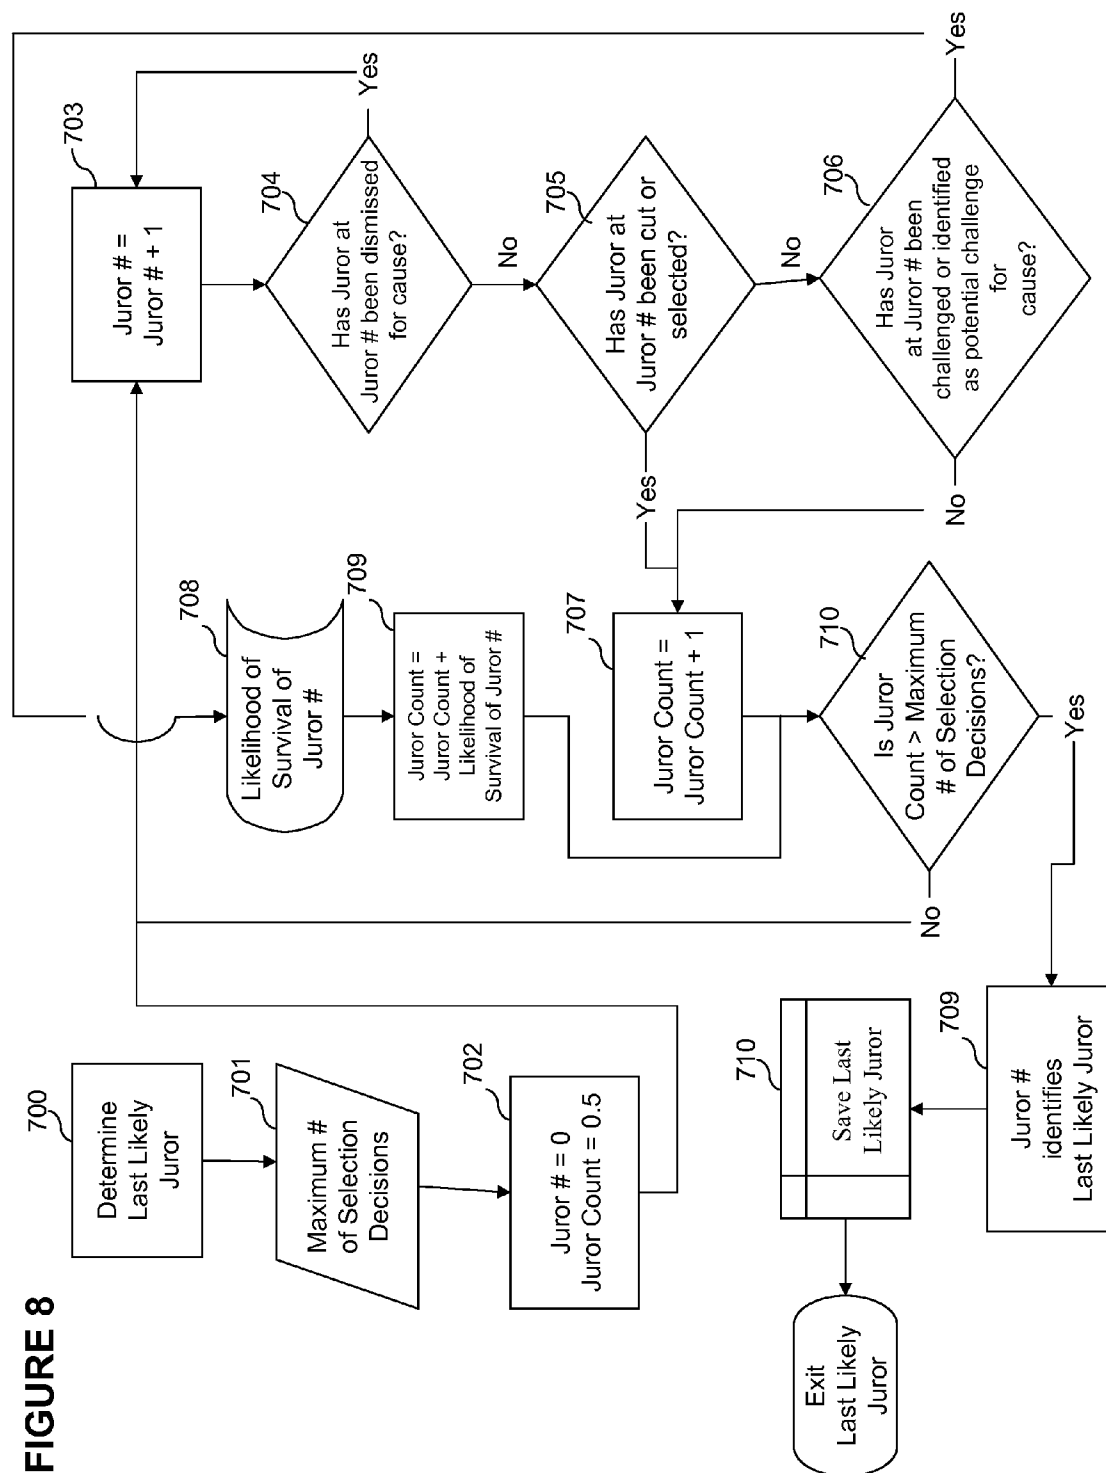 FIGURE 8
700
Determine
Last Likely
Juror
701
Maximum #
of Selection
Decisions
702
Juror # = 0
Juror Count = 0.5
703
Juror # =
Juror # + 1
704
Has Juror at
Juror # been dismissed
for cause?
Yes
No
705
Has Juror at
Juror # been cut or
selected?
Yes
No
706
Has Juror
at Juror # been
challenged or identified
as potential challenge
for
cause?
Yes
No
708
Likelihood of
Survival of
Juror #
709
Juror Count =
Juror Count +
Likelihood of
Survival of Juror #
707
Juror Count =
Juror Count + 1
710
Is Juror
Count > Maximum
# of Selection
Decisions?
No
Yes
709
Juror #
identifies
Last Likely Juror
710
Save Last
Likely Juror
Exit
Last Likely
Juror